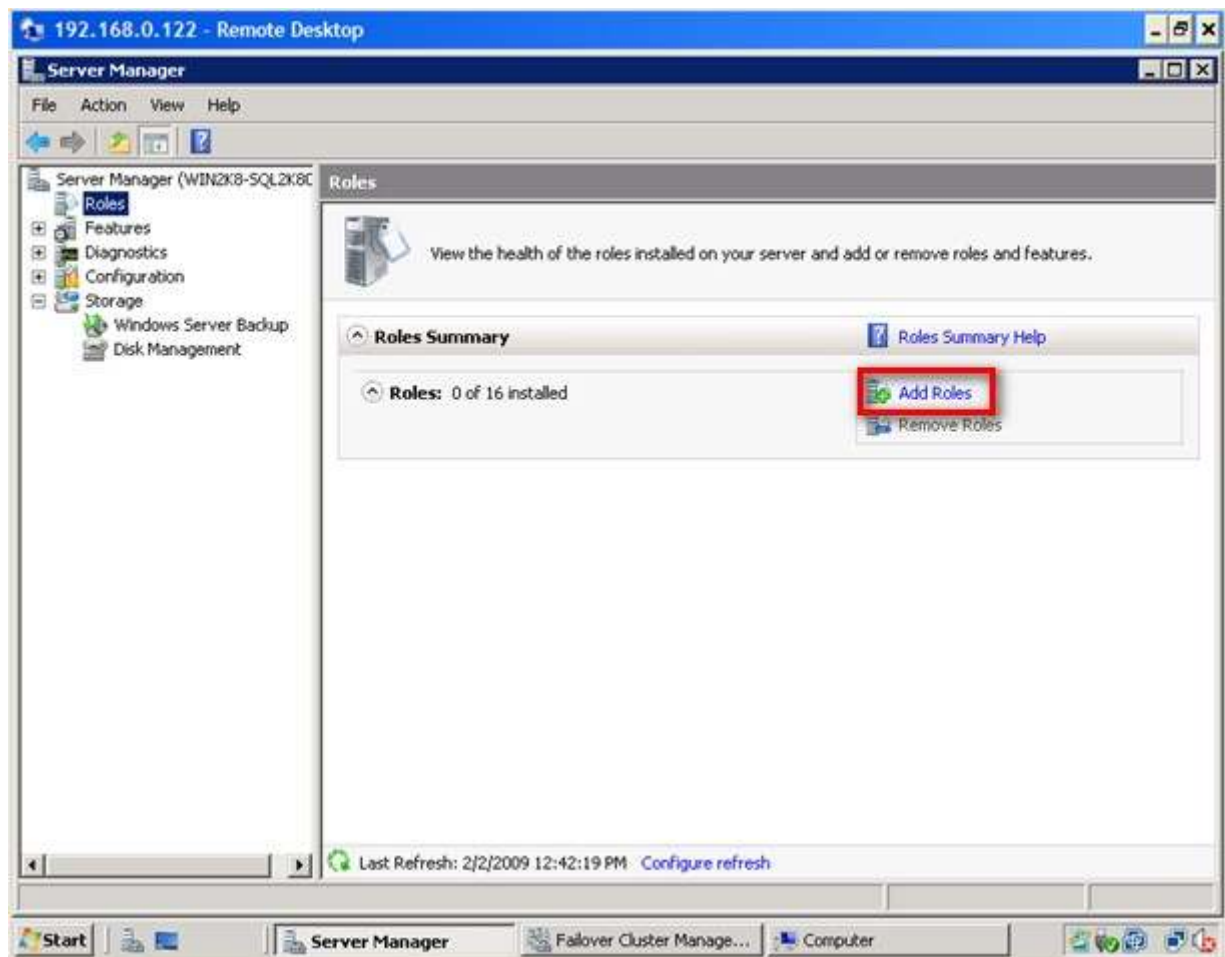 192.168.0.122 - Remote Desktop
Server Manager
File Action View Help
Server Manager (WIN2K8-SQL2K8C
Roles
Features
Diagnostics
Configuration
Storage
Windows Server Backup
Disk Management
Roles
View the health of the roles installed on your server and add or remove roles and features.
Roles Summary
Roles Summary Help
Roles: 0 of 16 installed
Add Roles
Remove Roles
Last Refresh: 2/2/2009 12:42:19 PM Configure refresh
Start
Server Manager
Failover Cluster Manage...
Computer